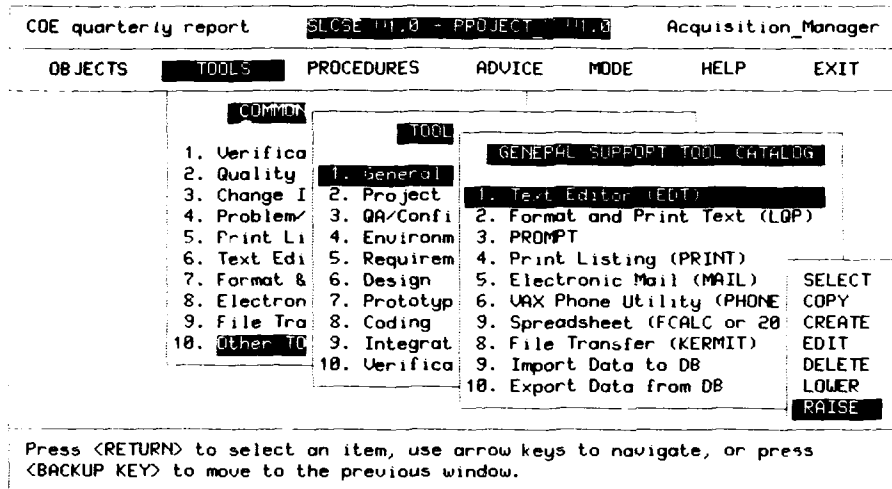 COE quarterly report SLCSE V1.0 - PROJECT_ V1.0 Acquisition_Manager
OBJECTS TOOLS PROCEDURES ADVICE MODE HELP EXIT
COMMON
1. Verifica
2. Quality
3. Change I
4. Problem/
5. Print Li
6. Text Edi
7. Format &
8. Electron
9. File Tra
10. Other TO
TOOL
1. General
2. Project
3. QA/Confi
4. Environm
5. Requirem
6. Design
7. Prototyp
8. Coding
9. Integrat
10. Verifica
GENERAL SUPPORT TOOL CATALOG
1. Text Editor (EDT)
2. Format and Print Text (LQP)
3. PROMPT
4. Print Listing (PRINT)
5. Electronic Mail (MAIL)
6. VAX Phone Utility (PHONE
9. Spreadsheet (FCALC or 20
8. File Transfer (KERMIT)
9. Import Data to DB
10. Export Data from DB
SELECT
COPY
CREATE
EDIT
DELETE
LOWER
RAISE
Press <RETURN> to select an item, use arrow keys to navigate, or press
<BACKUP KEY> to move to the previous window.